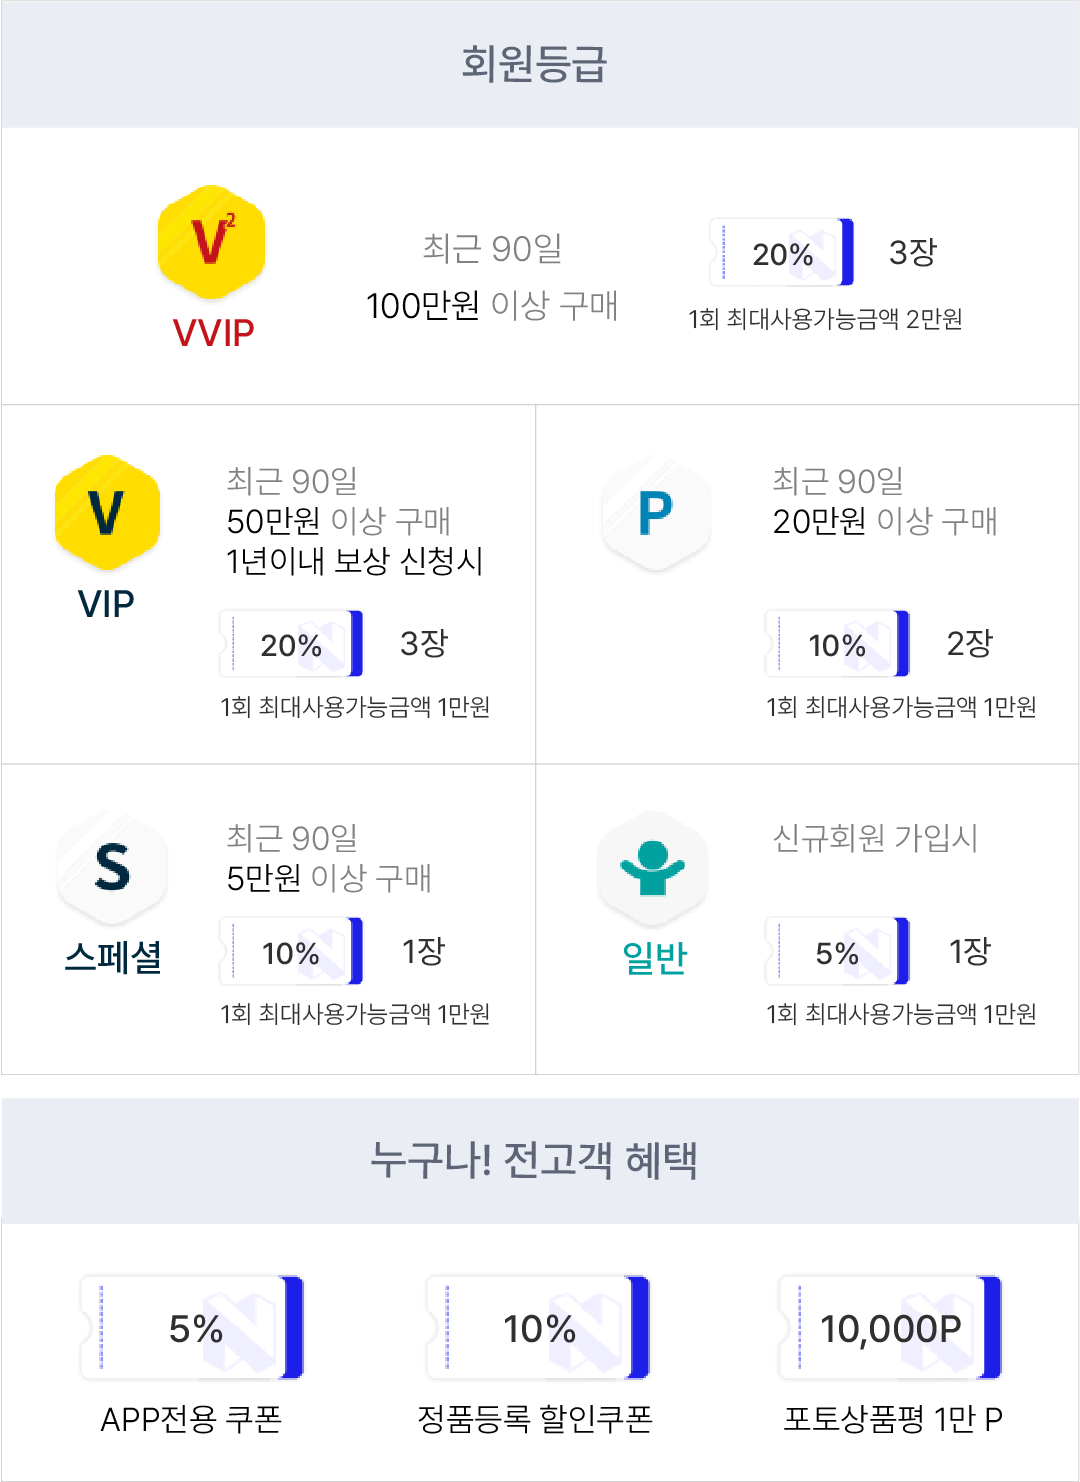 회원등급
V2
VVIP
최근 90일
100만원 이상 구매
20%
3장
1회 최대사용가능금액 2만원
V
VIP
최근 90일
50만원 이상 구매
1년이내 보상 신청시
20%
3장
1회 최대사용가능금액 1만원
P
최근 90일
20만원 이상 구매
10%
2장
1회 최대사용가능금액 1만원
S
스페셜
최근 90일
5만원 이상 구매
10%
1장
1회 최대사용가능금액 1만원
일반
신규회원 가입시
5%
1장
1회 최대사용가능금액 1만원
누구나! 전고객 혜택
5%
APP전용 쿠폰
10%
정품등록 할인쿠폰
10,000P
포토상품평 1만 P